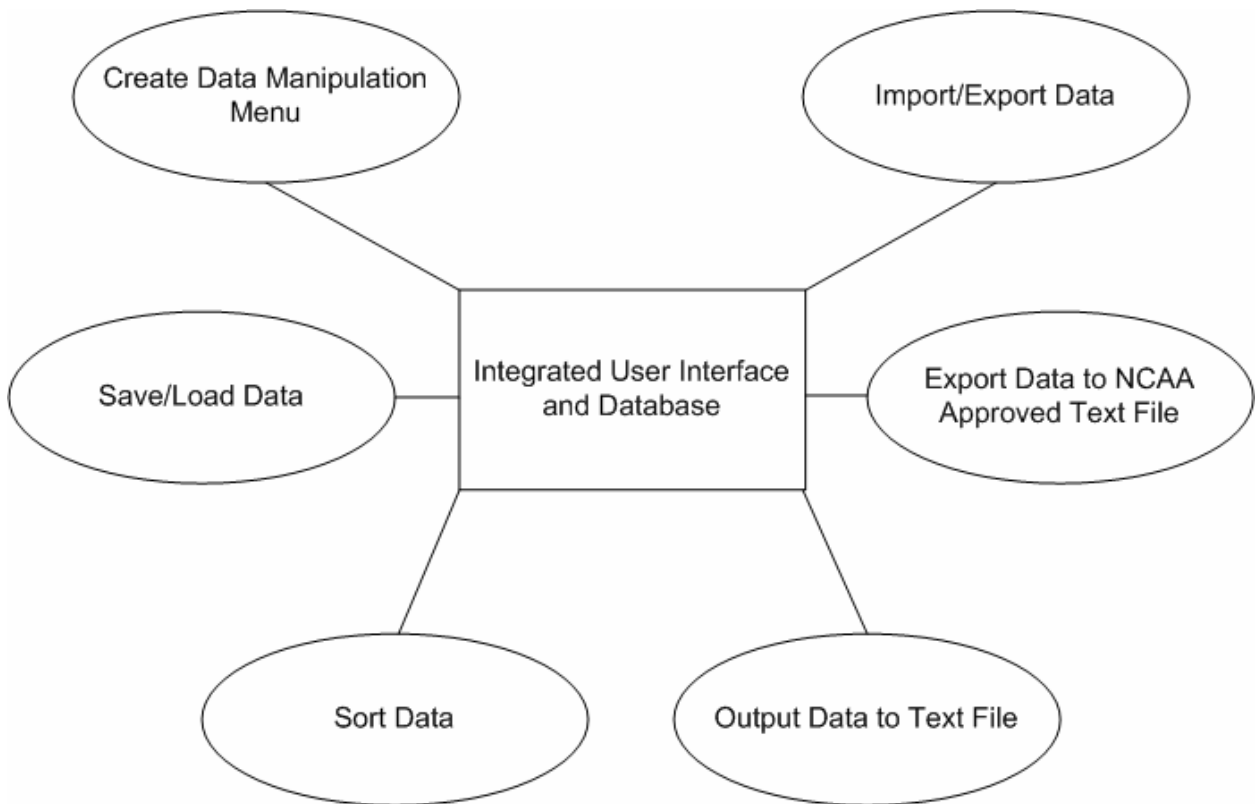 Create Data Manipulation
Menu
Import/Export Data
Save/Load Data
Integrated User Interface
and Database
Export Data to NCAA
Approved Text File
Sort Data
Output Data to Text File